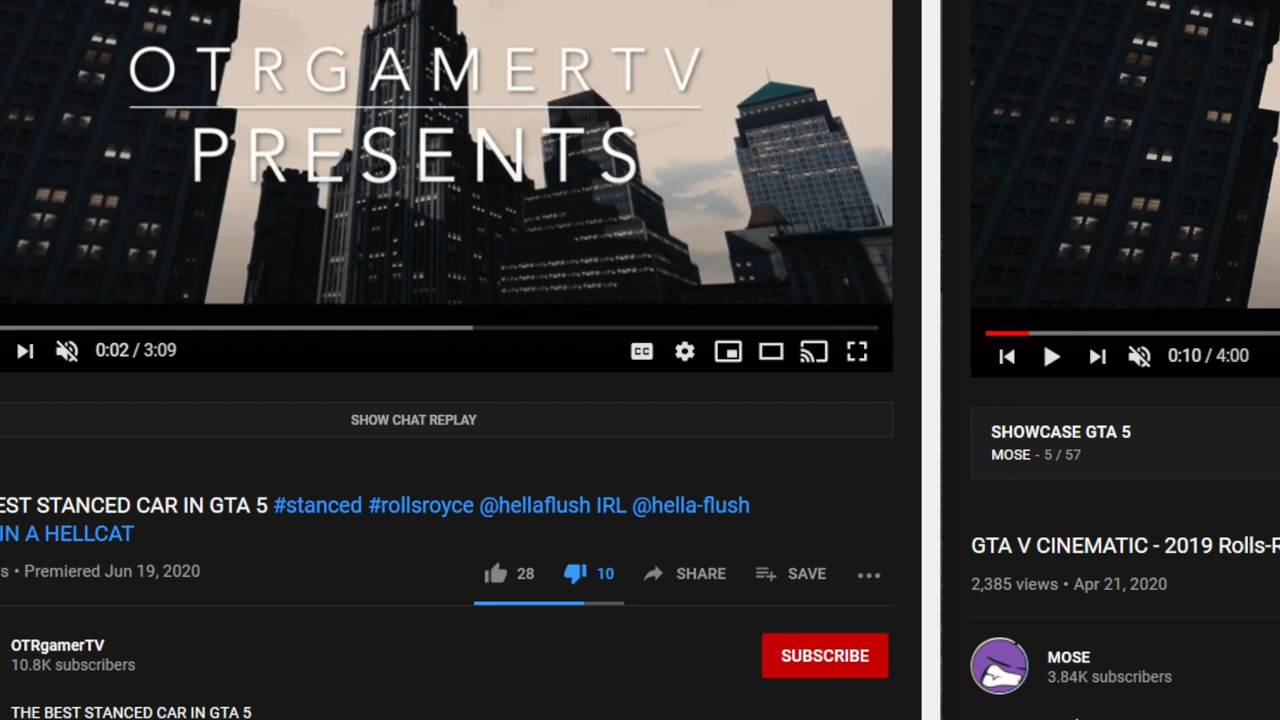 OTRGAMERTV
PRESENTS
0:02 / 3:09
CC
SHOW CHAT REPLAY
EST STANCED CAR IN GTA 5 #stanced #rollsroyce @hellaflush IRL @hella-flush
IN A HELLCAT
s • Premiered Jun 19, 2020
28
10
SHARE
SAVE
OTRgamerTV
10.8K subscribers
SUBSCRIBE
THE BEST STANCED CAR IN GTA 5
0:10 / 4:00
SHOWCASE GTA 5
MOSE - 5 / 57
GTA V CINEMATIC - 2019 Rolls-R
2,385 views • Apr 21, 2020
MOSE
3.84K subscribers